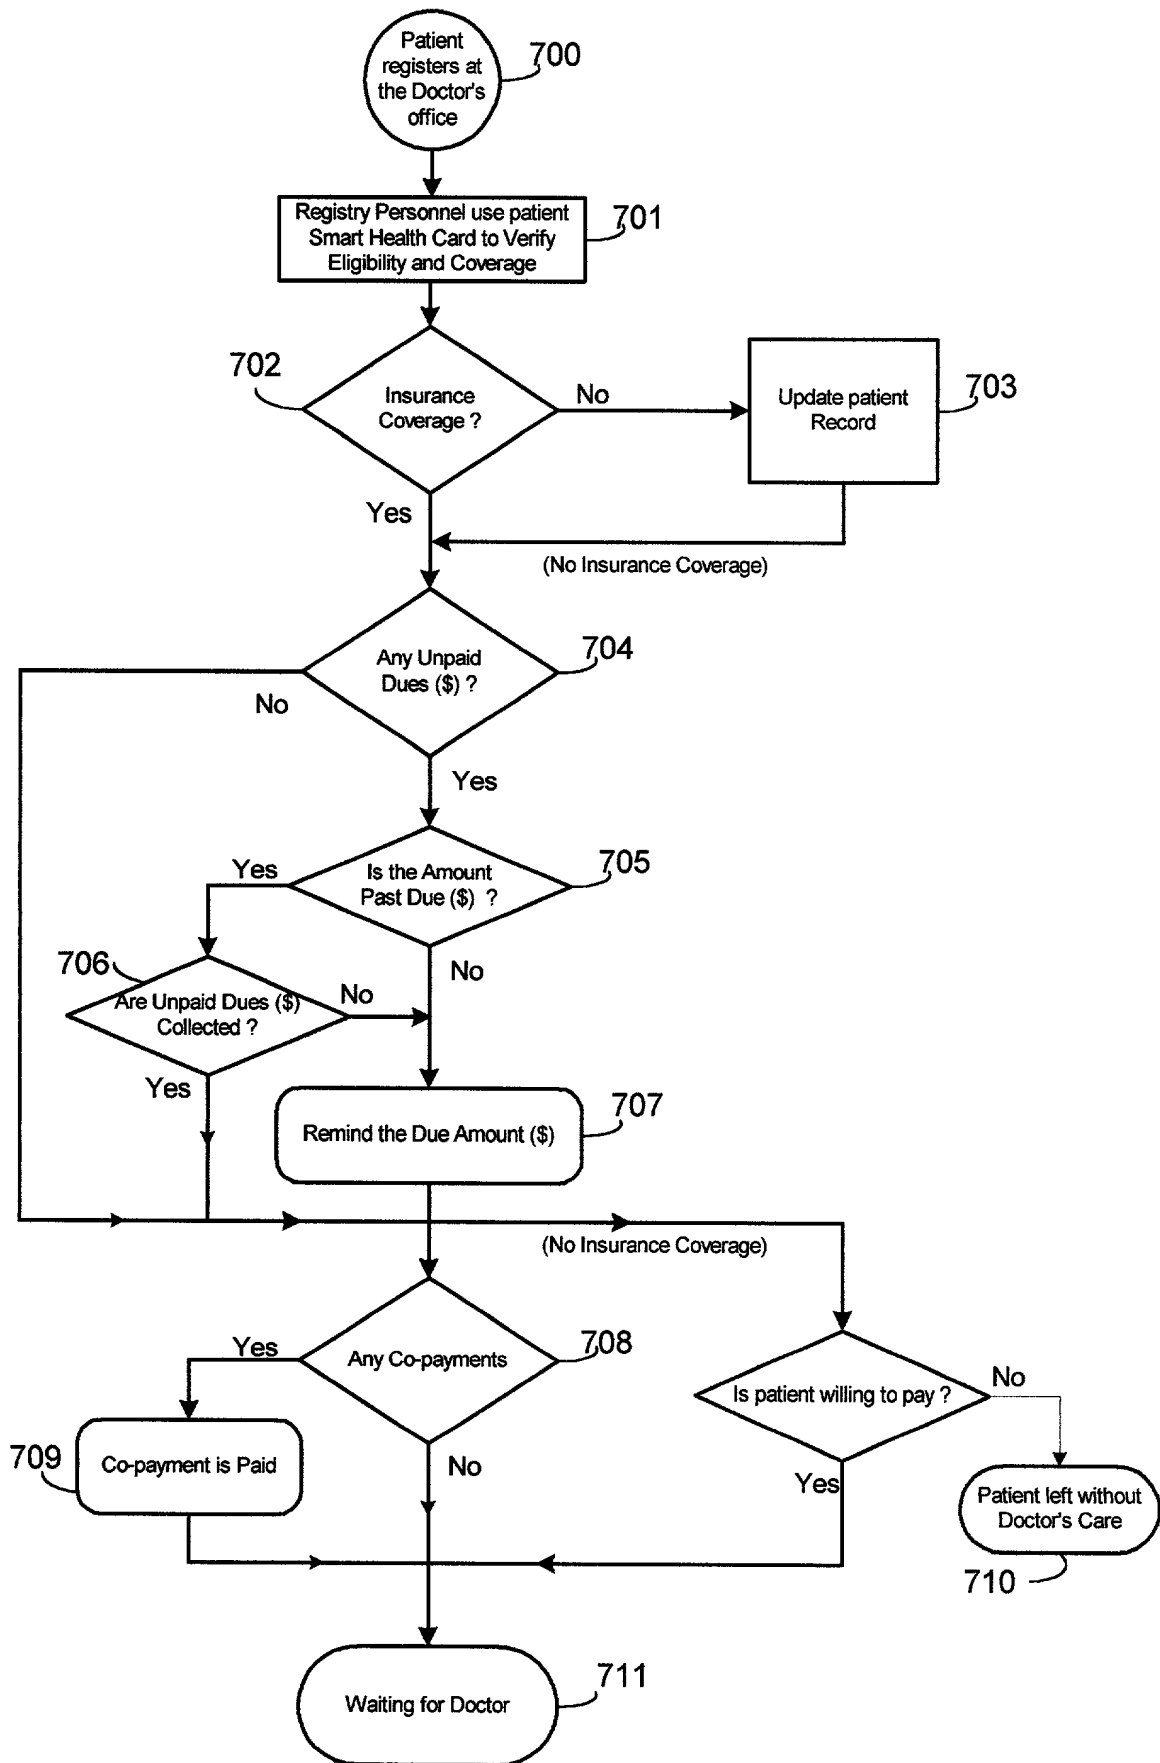 Patient
registers at
the Doctor's
office
700
Registry Personnel use patient
Smart Health Card to Verify
Eligibility and Coverage
701
702
Insurance
Coverage ?
No
Update patient
Record
703
Yes
(No Insurance Coverage)
Any Unpaid
Dues ($) ?
704
No
Yes
Is the Amount
Past Due ($) ?
705
Yes
No
706
Are Unpaid Dues ($)
Collected ?
No
Yes
Remind the Due Amount ($)
707
(No Insurance Coverage)
Any Co-payments
708
Yes
No
Is patient willing to pay ?
No
Yes
709
Co-payment is Paid
Patient left without
Doctor's Care
710
Waiting for Doctor
711